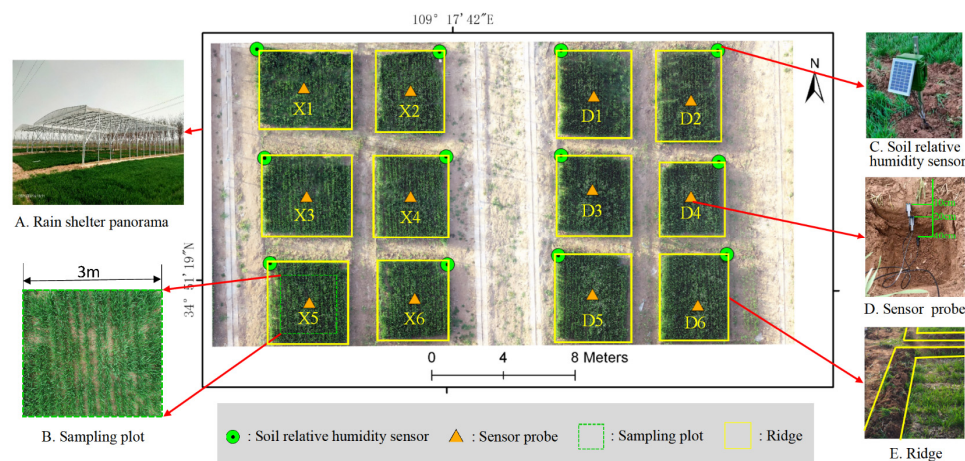 109° 17′42″E
34° 51′19″N
N
X1
X2
D1
D2
X3
X4
D3
D4
X5
X6
D5
D6
0 4 8 Meters
A. Rain shelter panorama
3m
B. Sampling plot
C. Soil relative
humidity sensor
D. Sensor probe
E. Ridge
: Soil relative humidity sensor : Sensor probe : Sampling plot : Ridge